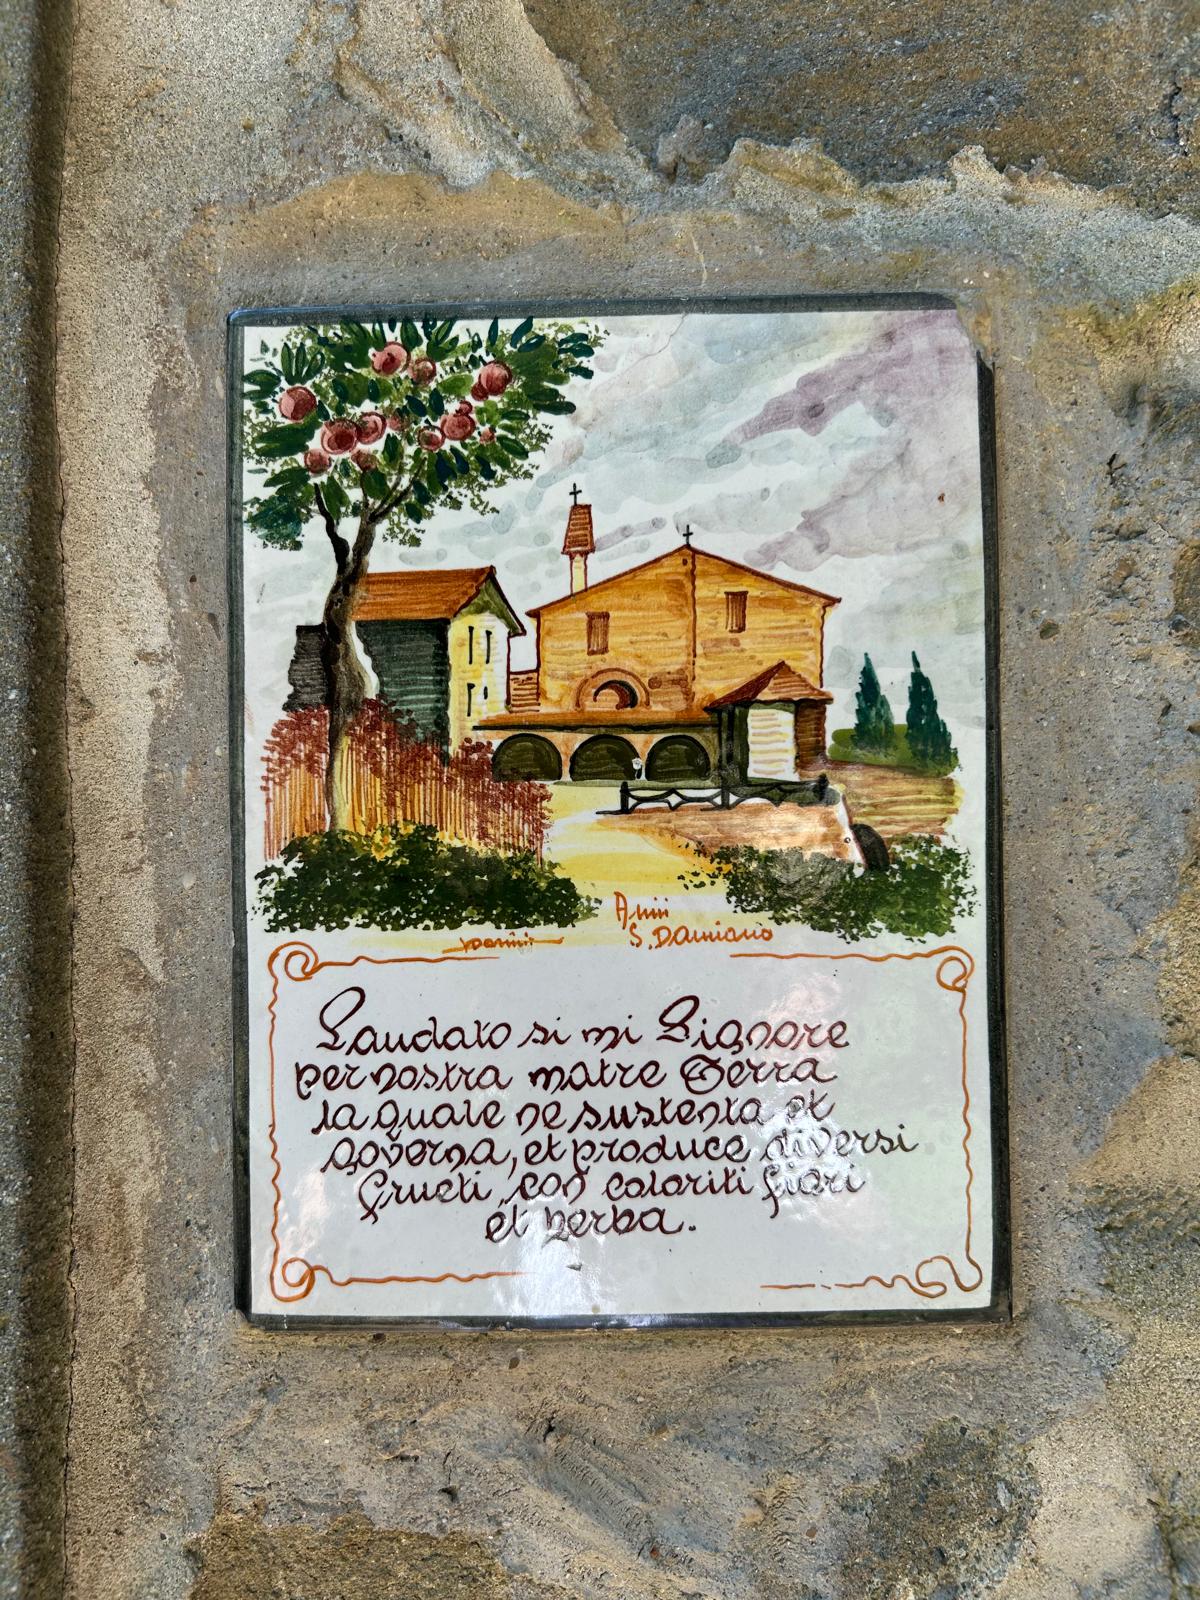 Assisi
S. Damiano
Laudato si mi Signore
per nostra matre Terra
la quale ne sustenta et
governa, et produce diversi
fructi, con coloriti fiori
et herba.